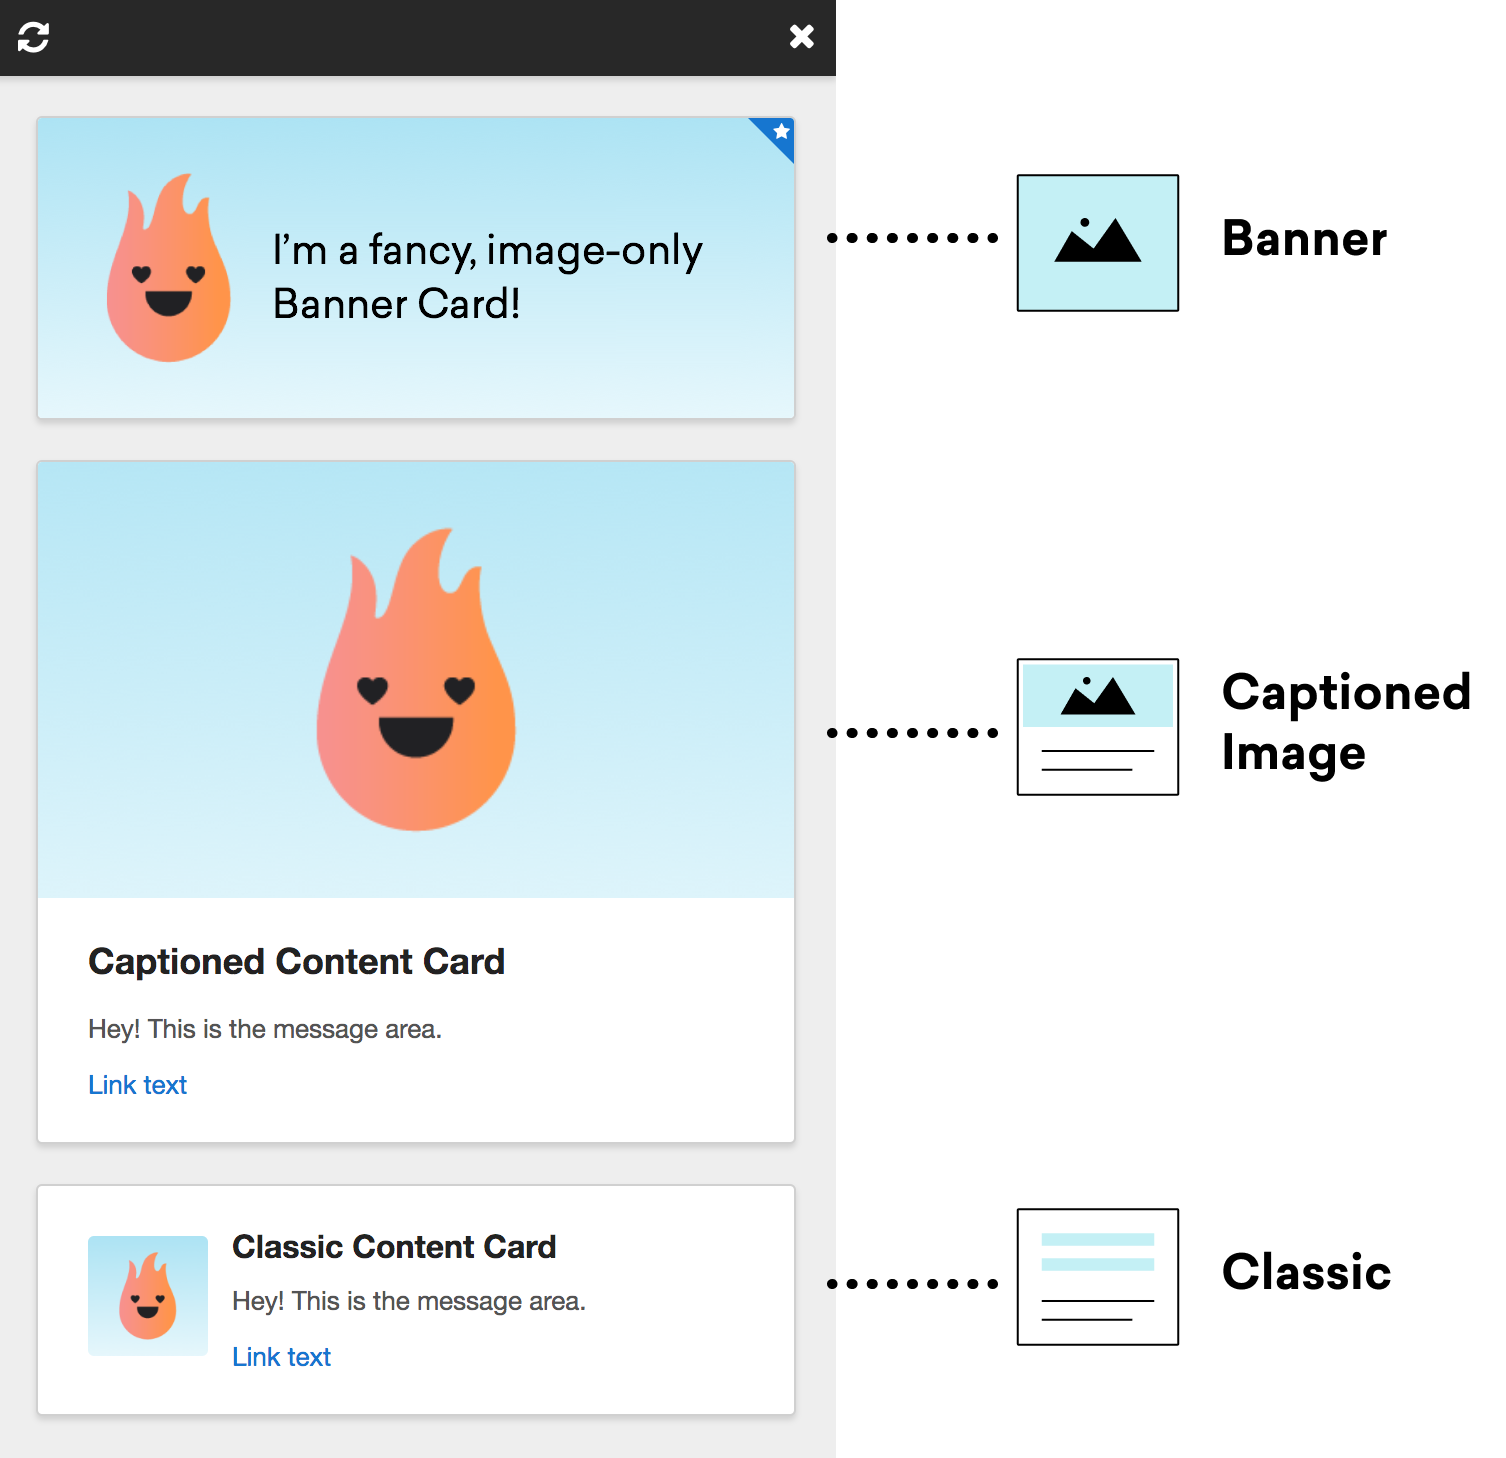 I’m a fancy, image-only
Banner Card!
Banner
Captioned
Image
Captioned Content Card
Hey! This is the message area.
Link text
Classic Content Card
Hey! This is the message area.
Link text
Classic